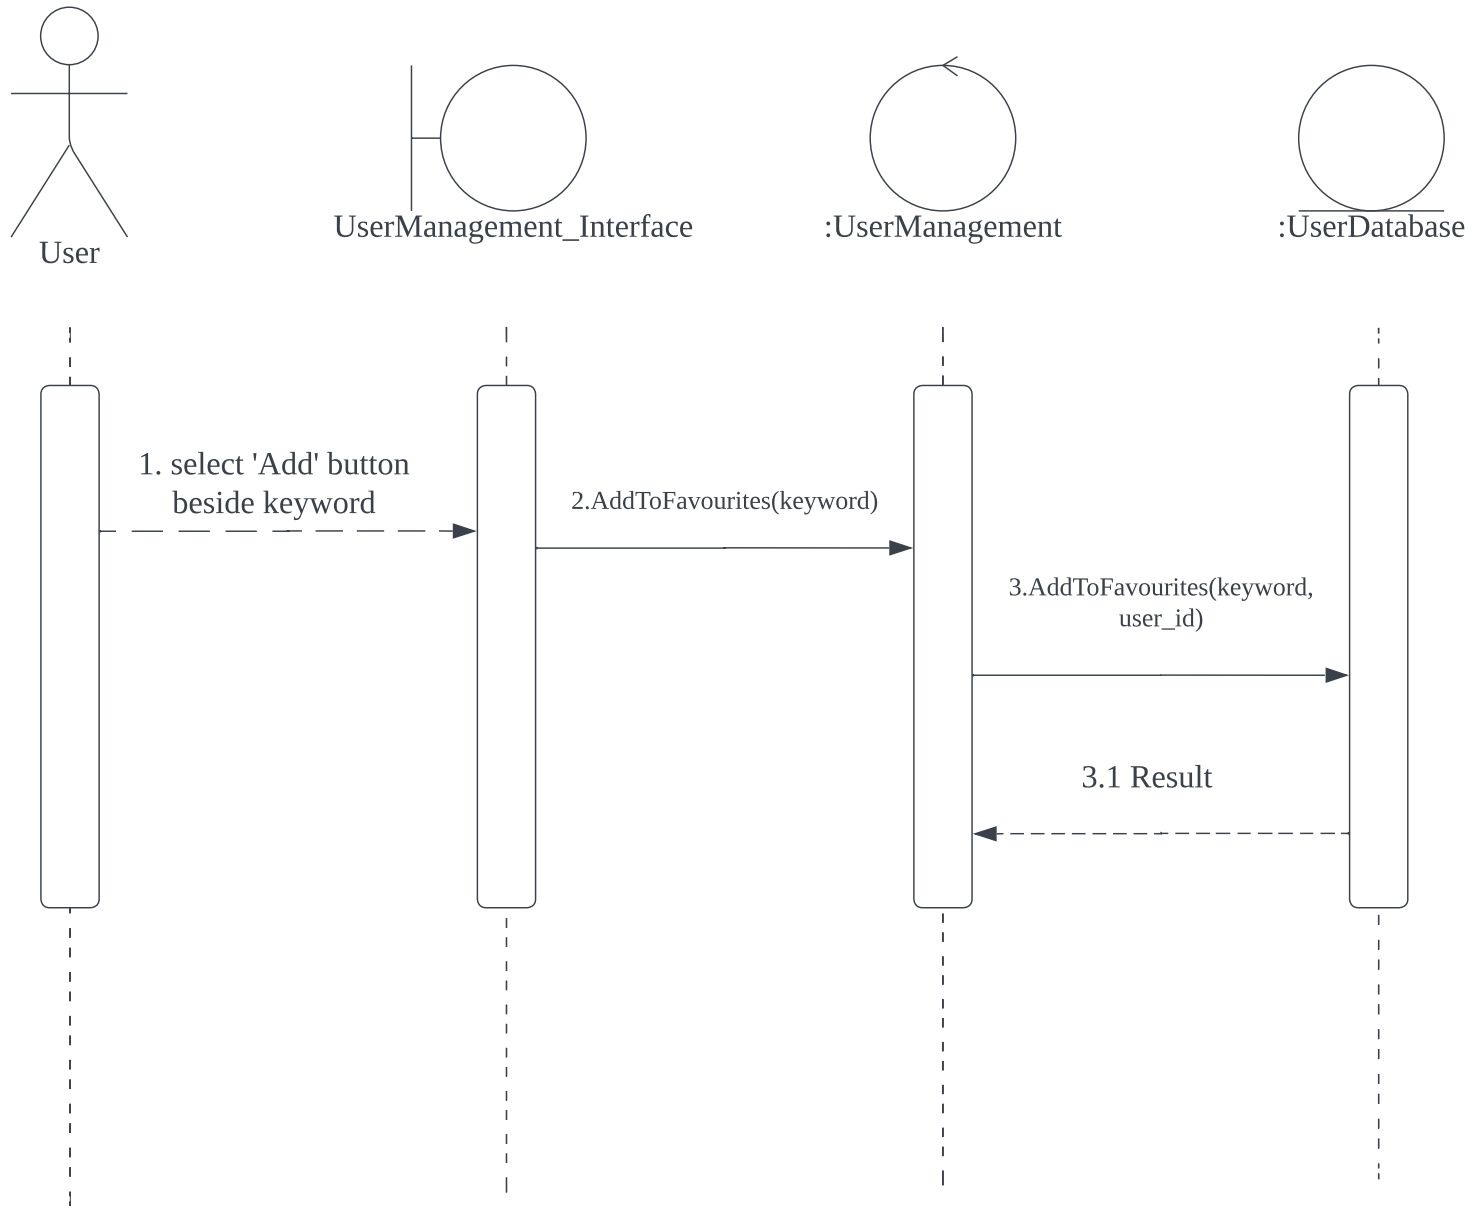 User
UserManagement_Interface
:UserManagement
:UserDatabase
1. select 'Add' button
beside keyword
2.AddToFavourites(keyword)
3.AddToFavourites(keyword,
user_id)
3.1 Result